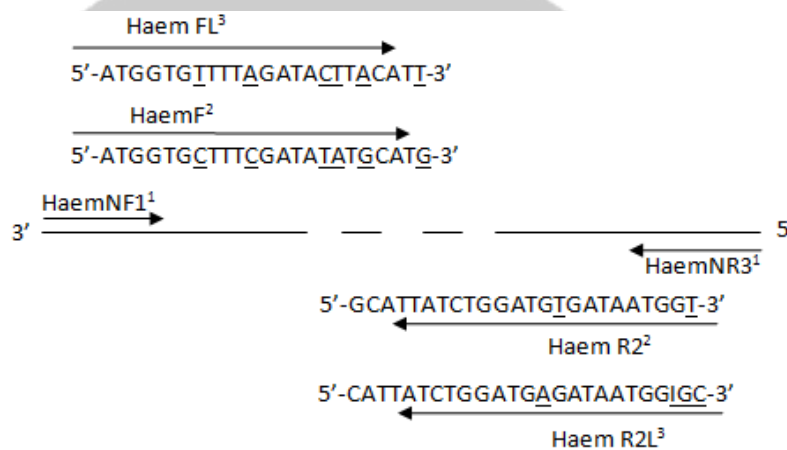 Haem FL³
5′-ATGGTGTTTTAGATACTTACATT-3′
HaemF²
5′-ATGGTGCTTTCGATATATGCATG-3′
HaemNF1¹
3′ 5
HaemNR3¹
5′-GCATTATCTGGATGTGATAATGGT-3′
Haem R2²
5′-CATTATCTGGATGAGATAATGGIGC-3′
Haem R2L³